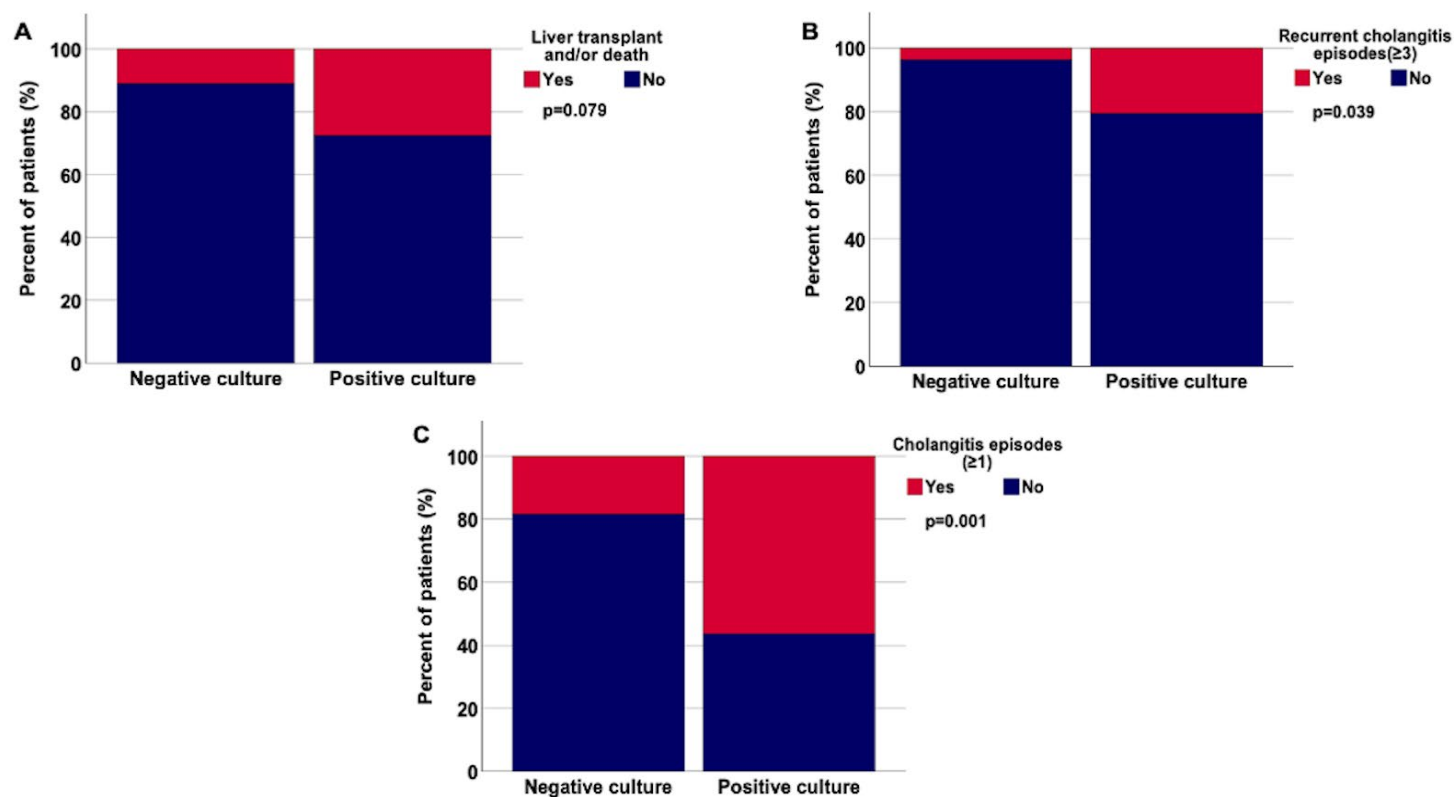 A
Liver transplant
and/or death
Yes No
p=0.079
Percent of patients (%)
100
80
60
40
20
0
Negative culture Positive culture
B
Recurrent cholangitis
episodes(≥3)
Yes No
p=0.039
Percent of patients (%)
100
80
60
40
20
0
Negative culture Positive culture
C
Cholangitis episodes
(≥1)
Yes No
p=0.001
Percent of patients (%)
100
80
60
40
20
0
Negative culture Positive culture